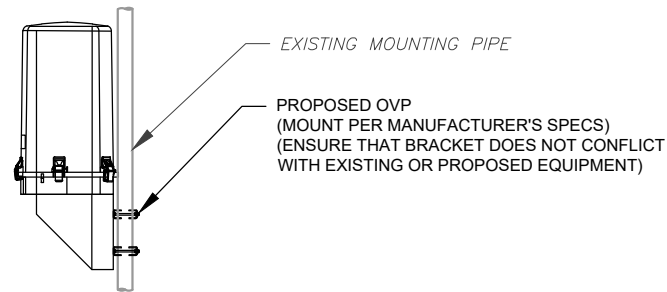 EXISTING MOUNTING PIPE
PROPOSED OVP
(MOUNT PER MANUFACTURER'S SPECS)
(ENSURE THAT BRACKET DOES NOT CONFLICT
WITH EXISTING OR PROPOSED EQUIPMENT)